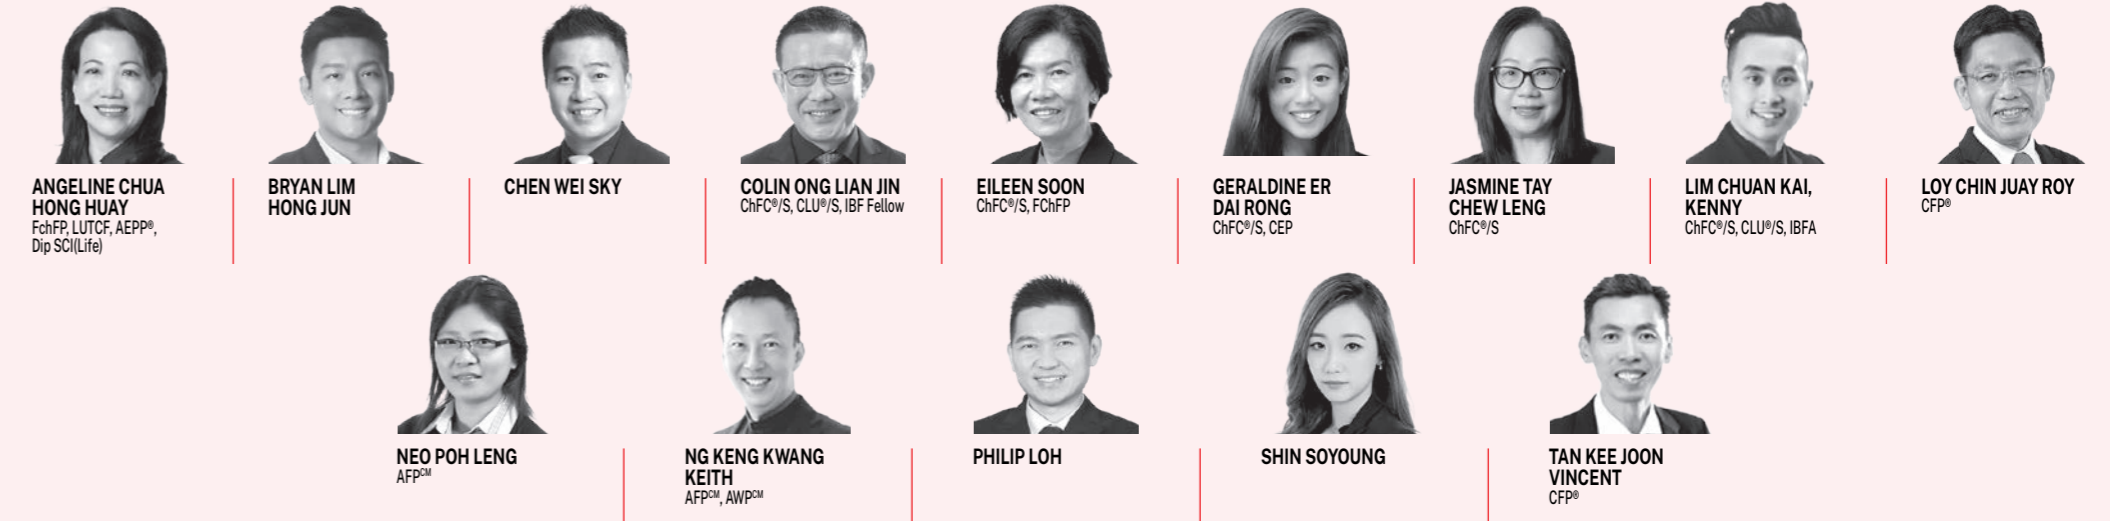 ANGELINE CHUA
HONG HUAY
FchFP, LUTCF, AEPP®,
Dip SCI(Life)
BRYAN LIM
HONG JUN
CHEN WEI SKY
COLIN ONG LIAN JIN
ChFC®/S, CLU®/S, IBF Fellow
EILEEN SOON
ChFC®/S, FChFP
GERALDINE ER
DAI RONG
ChFC®/S, CEP
JASMINE TAY
CHEW LENG
ChFC®/S
LIM CHUAN KAI,
KENNY
ChFC®/S, CLU®/S, IBFA
LOY CHIN JUAY ROY
CFP®
NEO POH LENG
AFPCM
NG KENG KWANG
KEITH
AFPCM, AWPCM
PHILIP LOH
SHIN SOYOUNG
TAN KEE JOON
VINCENT
CFP®